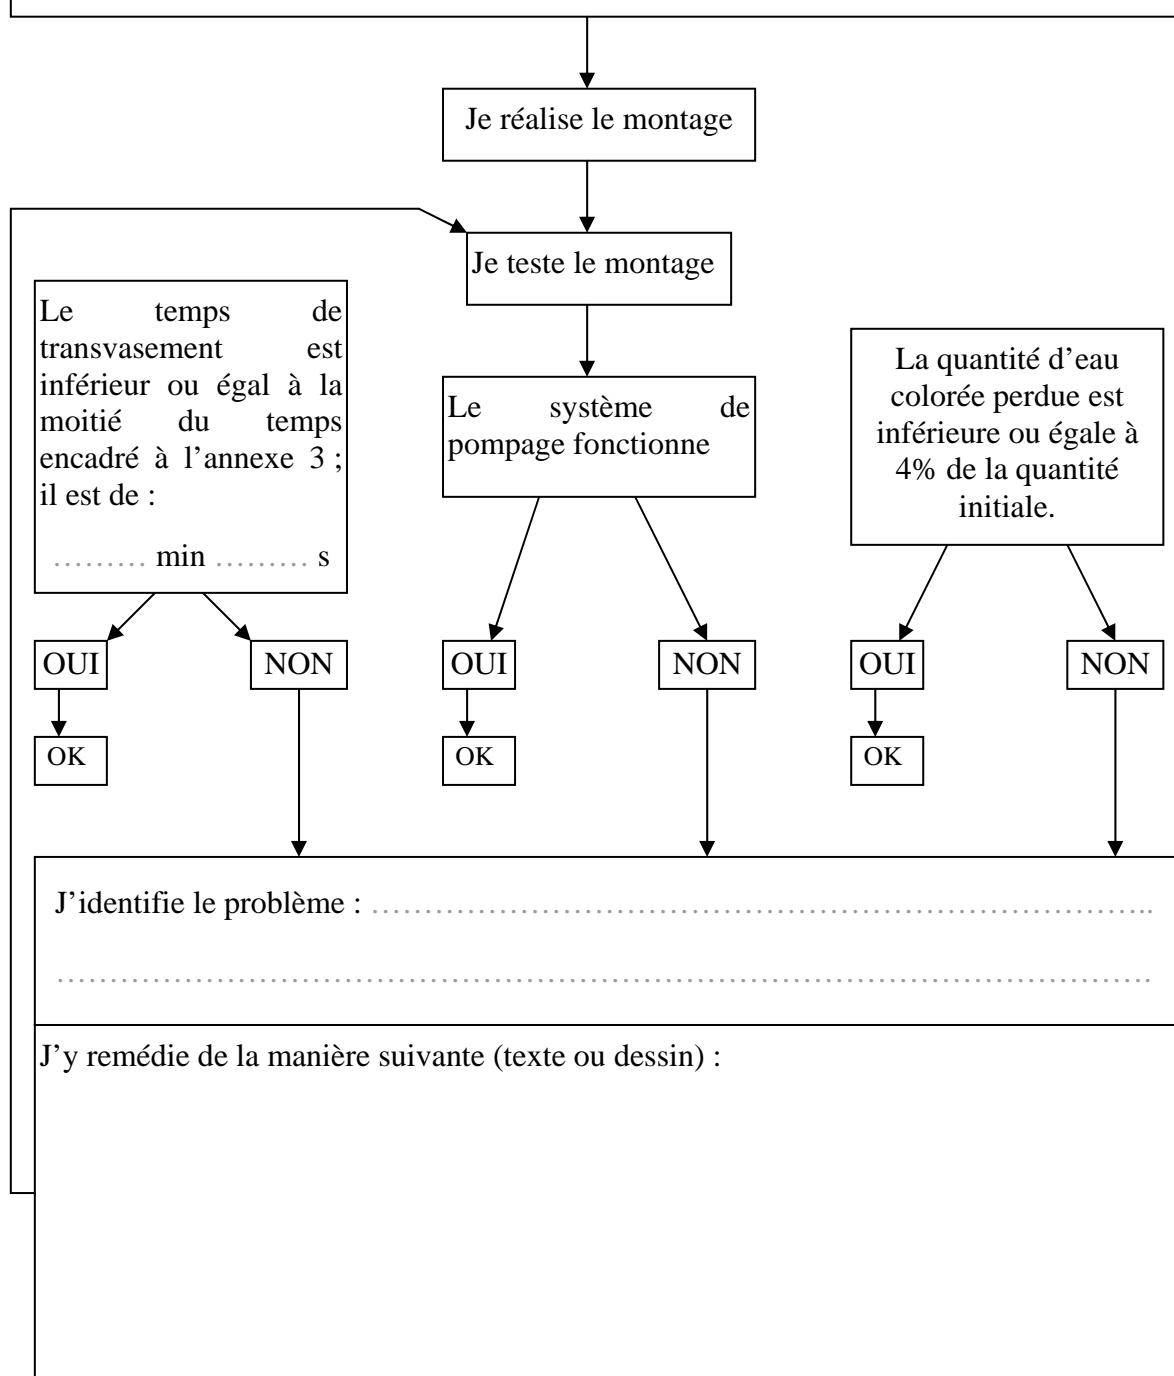 Je réalise le montage
Je teste le montage
Le temps de
transvasement est
inférieur ou égal à la
moitié du temps
encadré à l'annexe 3 ;
il est de :
……… min ……… s
Le système de
pompage fonctionne
La quantité d'eau
colorée perdue est
inférieure ou égale à
4% de la quantité
initiale.
OUI NON OUI NON OUI NON
OK OK OK
J'identifie le problème : ………………………………………………………………..
………………………………………………………………………………………….
J'y remédie de la manière suivante (texte ou dessin) :